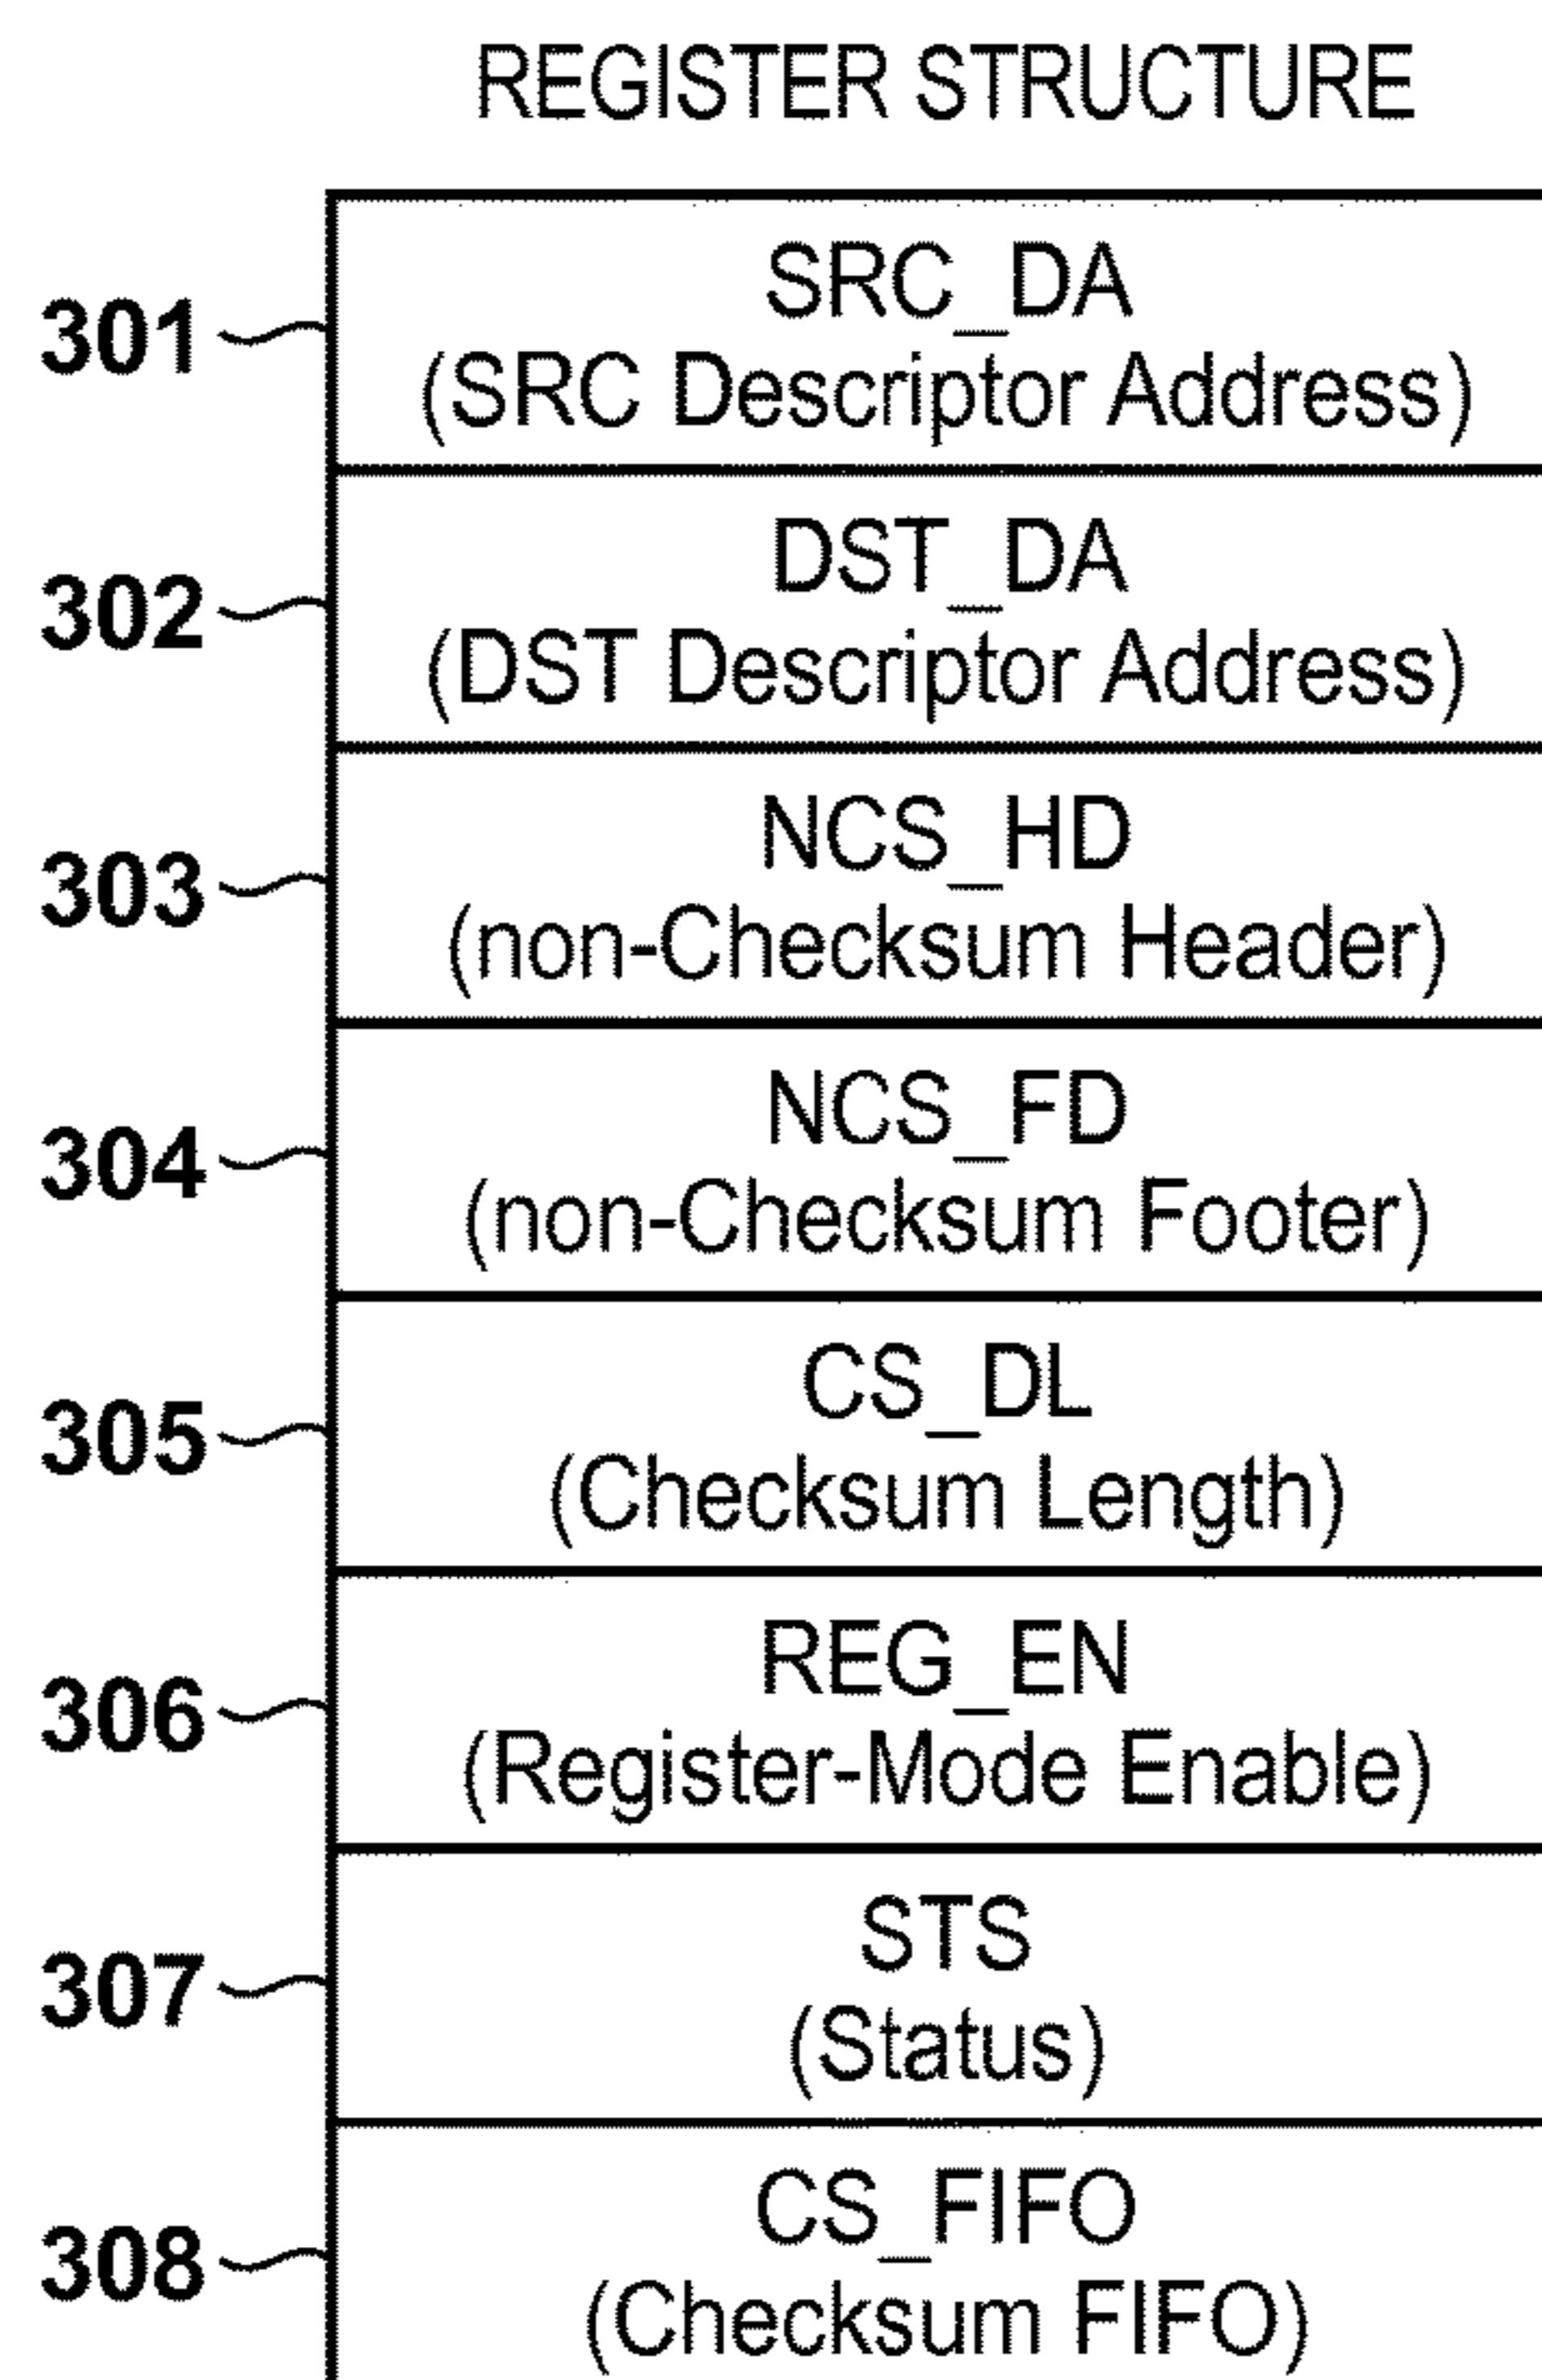 REGISTER STRUCTURE
301
SRC_DA
(SRC Descriptor Address)
302
DST_DA
(DST Descriptor Address)
303
NCS_HD
(non-Checksum Header)
304
NCS_FD
(non-Checksum Footer)
305
CS_DL
(Checksum Length)
306
REG_EN
(Register-Mode Enable)
307
STS
(Status)
308
CS_FIFO
(Checksum FIFO)